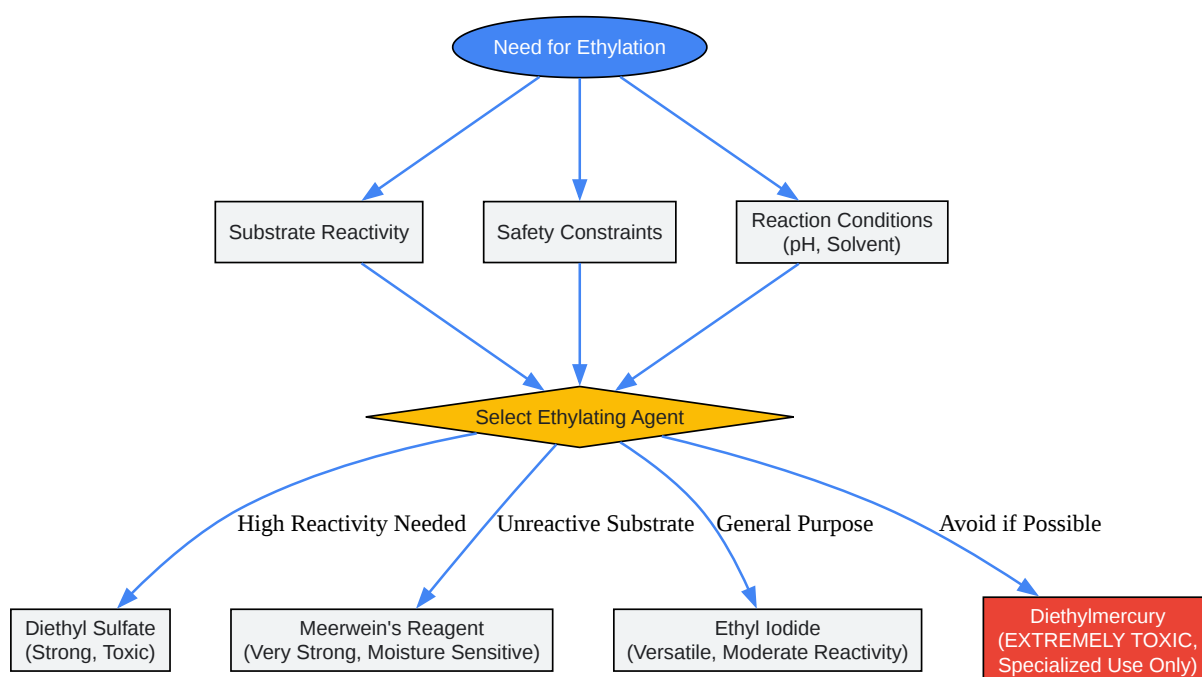 Need for Ethylation
Substrate Reactivity
Safety Constraints
Reaction Conditions
(pH, Solvent)
Select Ethylating Agent
High Reactivity Needed
Unreactive Substrate
General Purpose
Avoid if Possible
Diethyl Sulfate
(Strong, Toxic)
Meerwein's Reagent
(Very Strong, Moisture Sensitive)
Ethyl Iodide
(Versatile, Moderate Reactivity)
Diethylmercury
(EXTREMELY TOXIC,
Specialized Use Only)